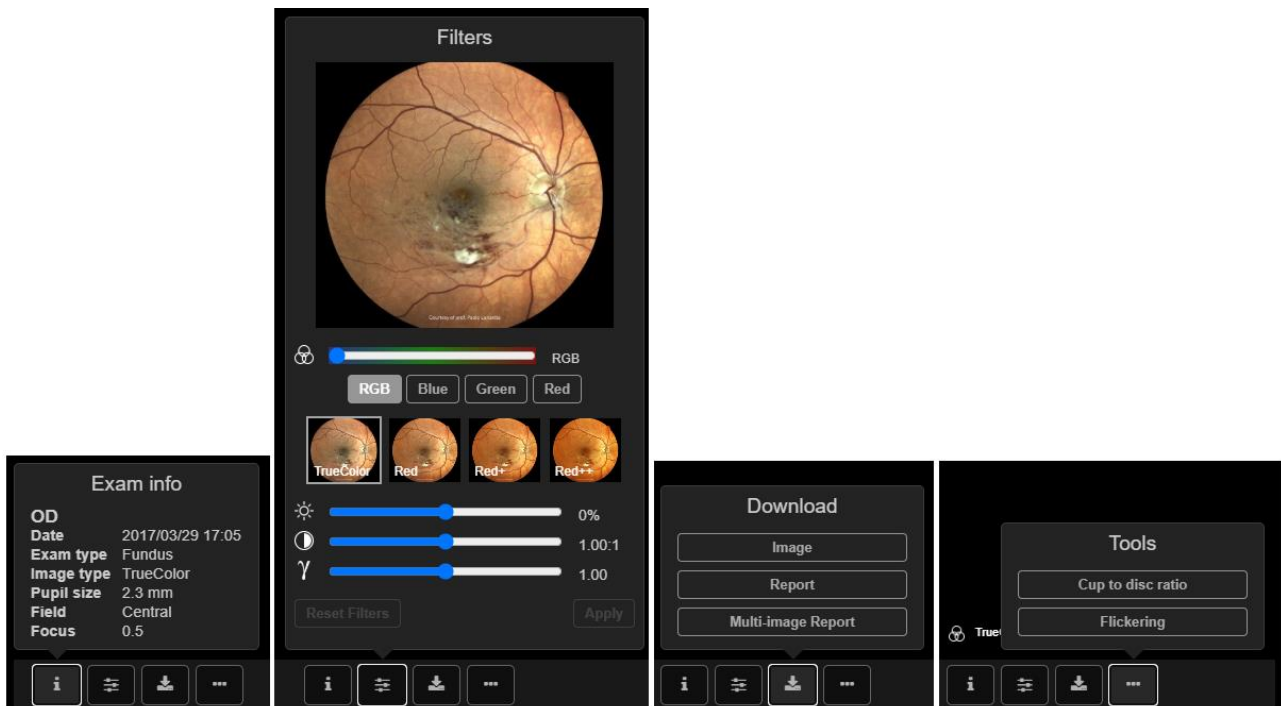 Exam info
OD
Date 2017/03/29 17:05
Exam type Fundus
Image type TrueColor
Pupil size 2.3 mm
Field Central
Focus 0.5
i
Filters
RGB
RGB Blue Green Red
TrueColor Red Red+ Red++
0%
1.00:1
γ 1.00
Reset Filters Apply
i
Download
Image
Report
Multi-image Report
i
Tools
Cup to disc ratio
Flickering
i